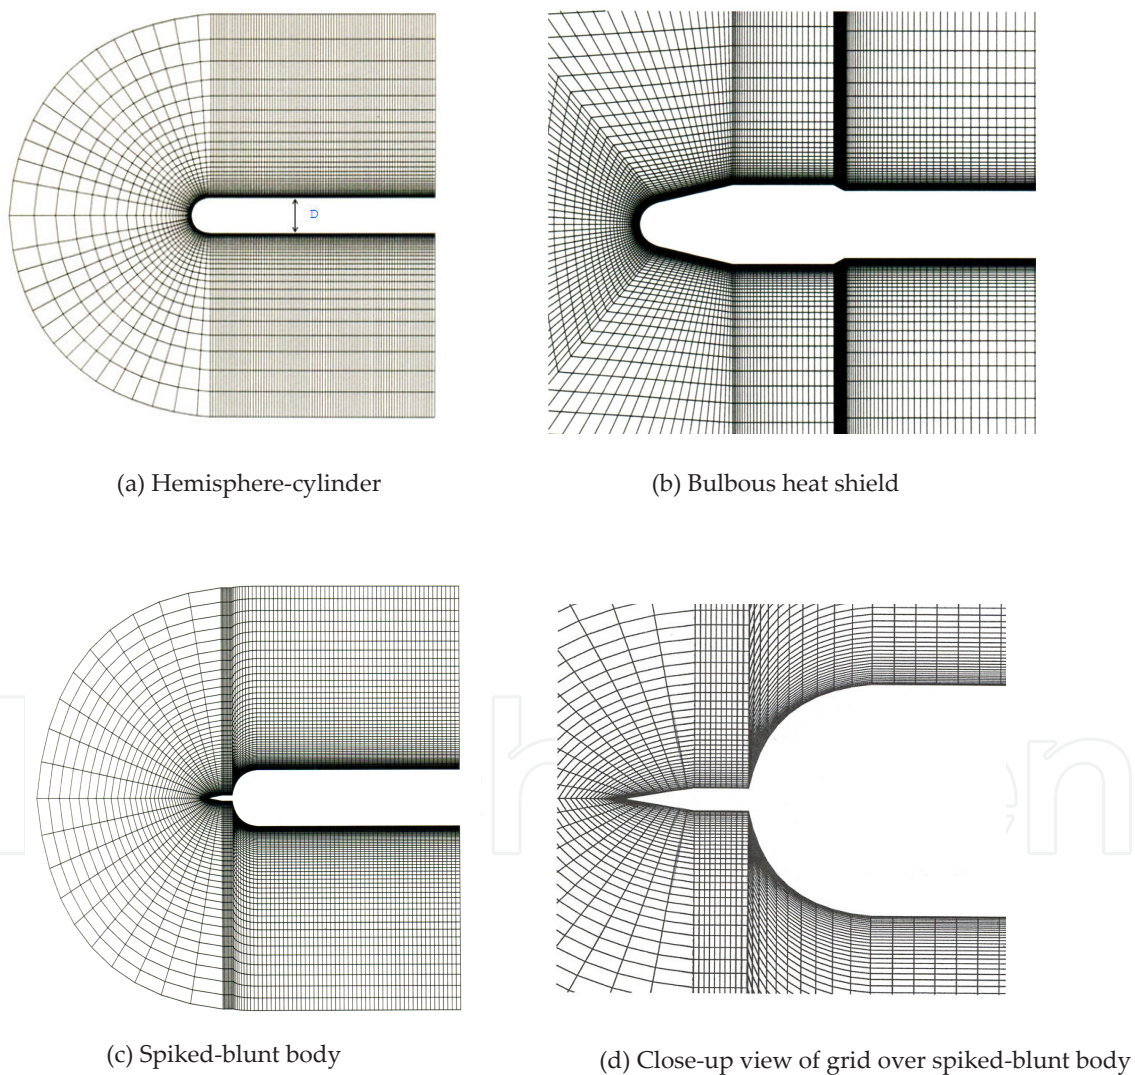 D
(a) Hemisphere-cylinder
(b) Bulbous heat shield
(c) Spiked-blunt body
(d) Close-up view of grid over spiked-blunt body